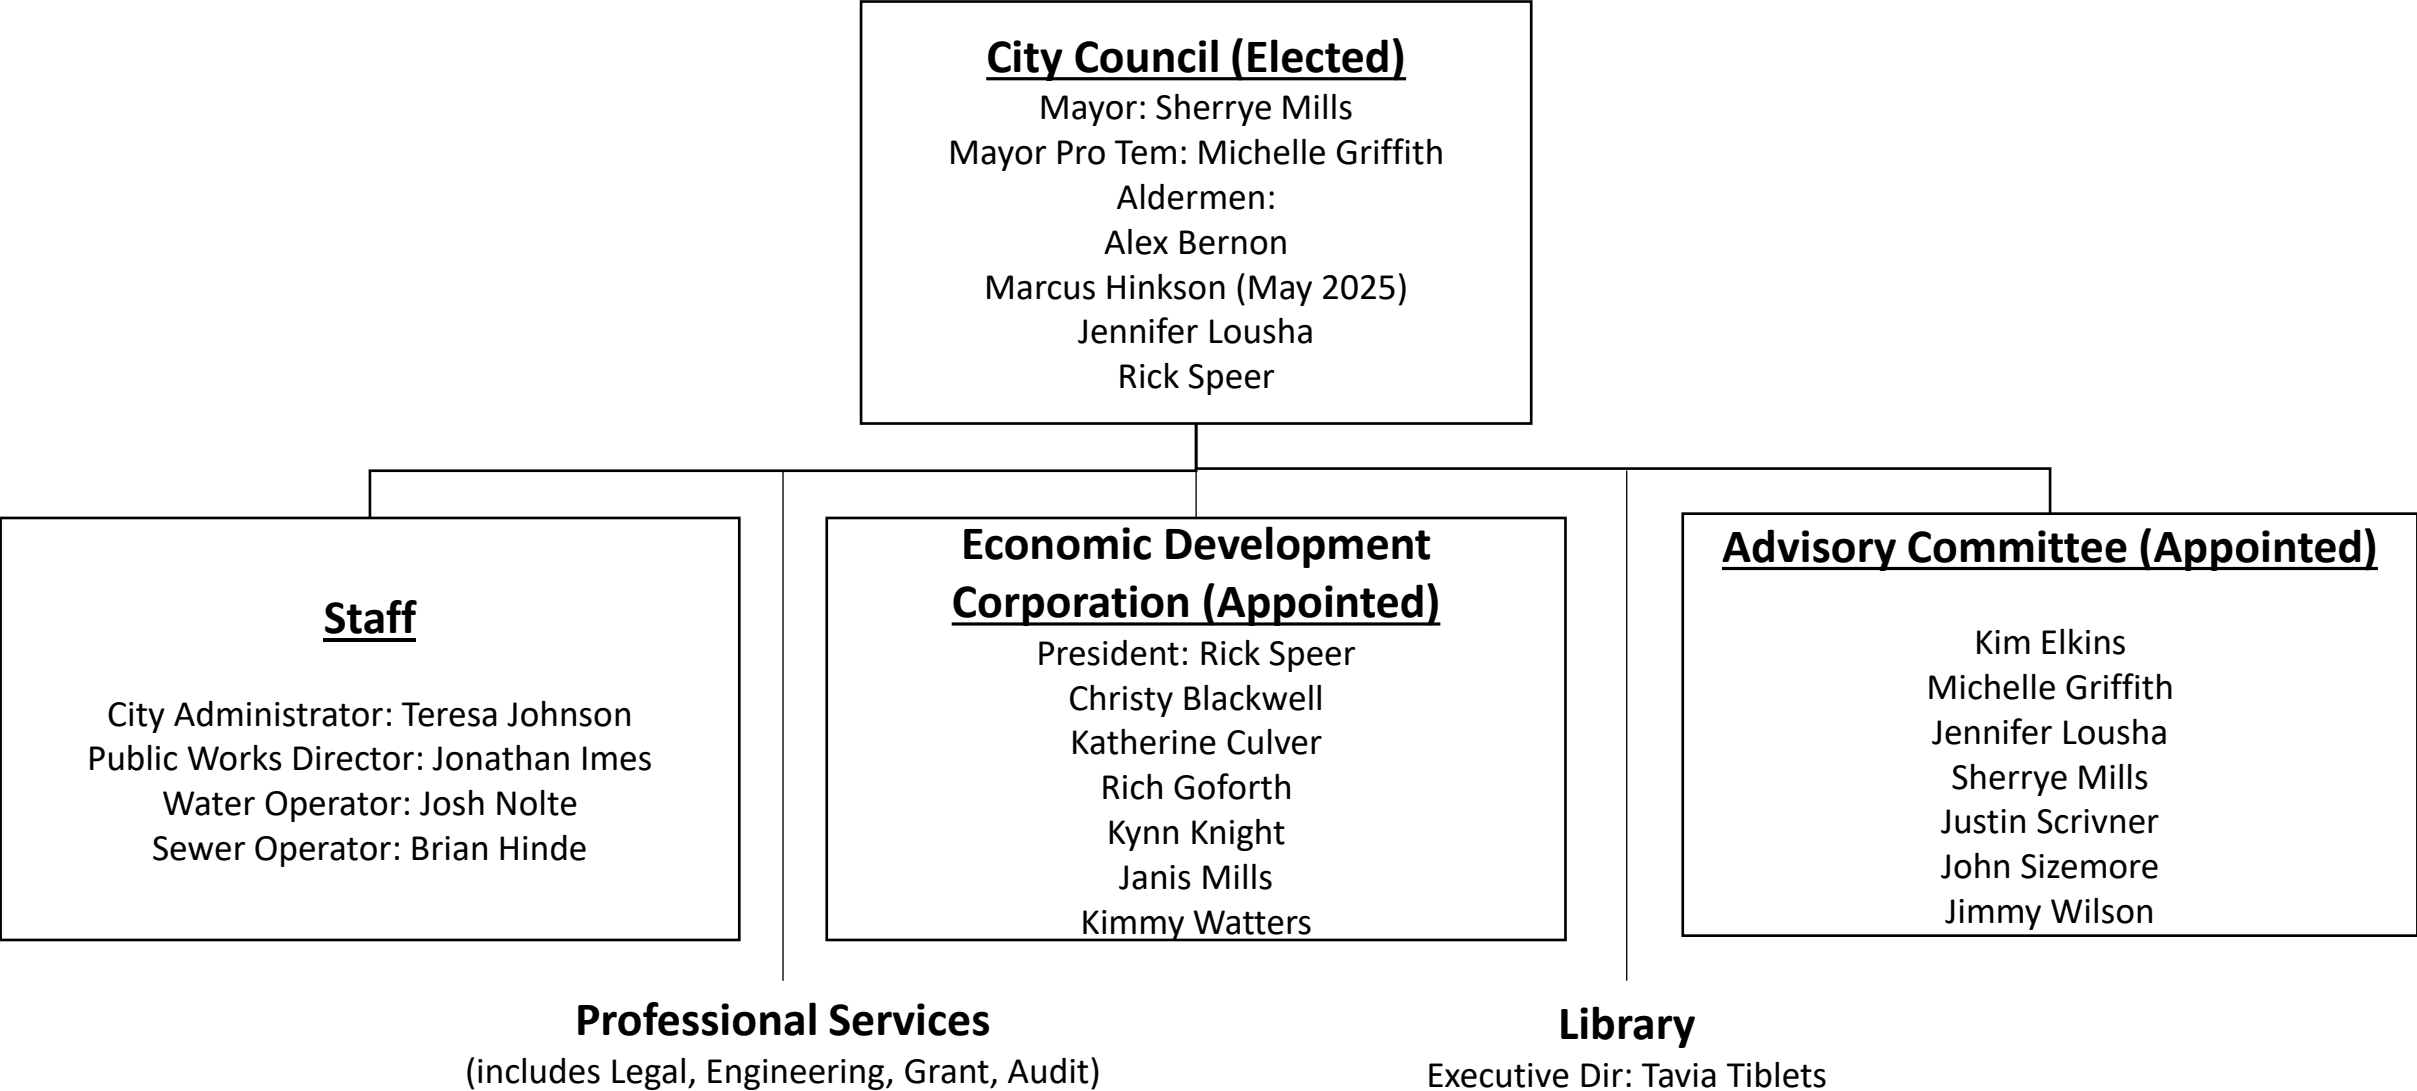 City Council (Elected)
Mayor: Sherrye Mills
Mayor Pro Tem: Michelle Griffith
Aldermen:
Alex Bernon
Marcus Hinkson (May 2025)
Jennifer Lousha
Rick Speer
Staff
City Administrator: Teresa Johnson
Public Works Director: Jonathan Imes
Water Operator: Josh Nolte
Sewer Operator: Brian Hinde
Economic Development
Corporation (Appointed)
President: Rick Speer
Christy Blackwell
Katherine Culver
Rich Goforth
Kynn Knight
Janis Mills
Kimmy Watters
Advisory Committee (Appointed)
Kim Elkins
Michelle Griffith
Jennifer Lousha
Sherrye Mills
Justin Scrivner
John Sizemore
Jimmy Wilson
Professional Services
(includes Legal, Engineering, Grant, Audit)
Library
Executive Dir: Tavia Tiblets